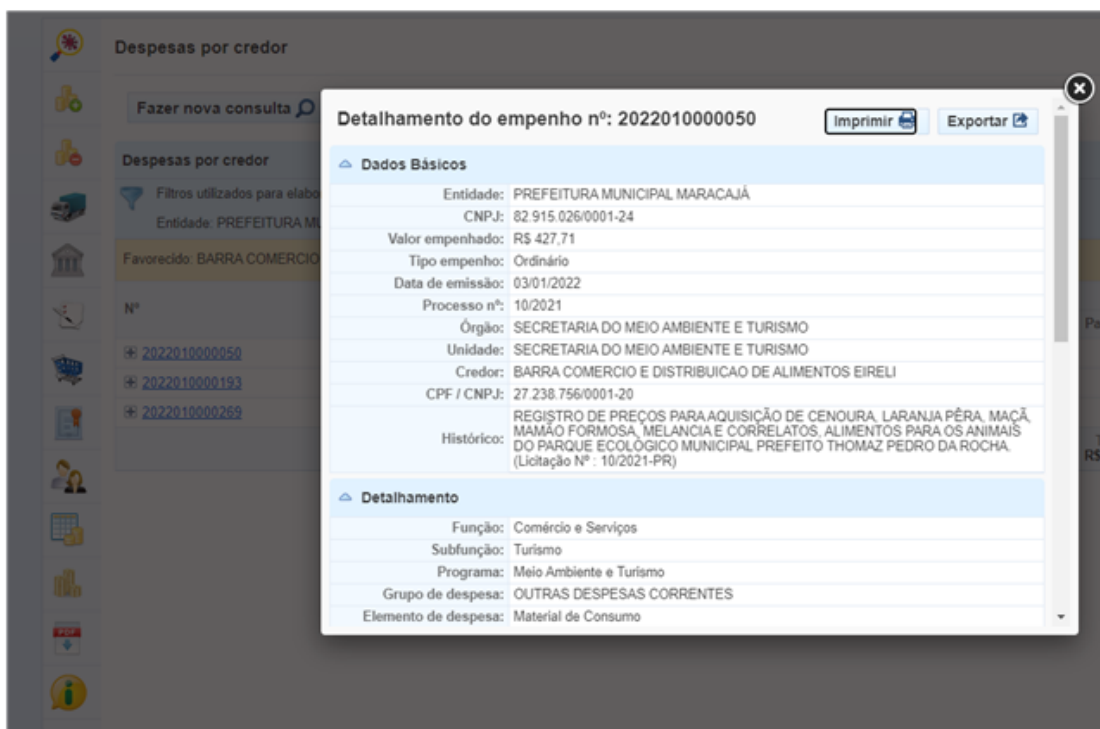 Despesas por credor
Fazer nova consulta
Despesas por credor
Filtros utilizados para elabo
Entidade: PREFEITURA MU
Favorecido: BARRA COMERCIO
Nº
Pa
2022010000050
2022010000193
2022010000269
R$
PDF
Detalhamento do empenho nº: 2022010000050
Imprimir
Exportar
Dados Básicos
Entidade: PREFEITURA MUNICIPAL MARACAJÁ
CNPJ: 82.915.026/0001-24
Valor empenhado: R$ 427,71
Tipo empenho: Ordinário
Data de emissão: 03/01/2022
Processo nº: 10/2021
Órgão: SECRETARIA DO MEIO AMBIENTE E TURISMO
Unidade: SECRETARIA DO MEIO AMBIENTE E TURISMO
Credor: BARRA COMERCIO E DISTRIBUICAO DE ALIMENTOS EIRELI
CPF / CNPJ: 27.238.756/0001-20
Histórico: REGISTRO DE PREÇOS PARA AQUISIÇÃO DE CENOURA, LARANJA PÊRA, MAÇÃ,
MAMÃO FORMOSA, MELANCIA E CORRELATOS, ALIMENTOS PARA OS ANIMAIS
DO PARQUE ECOLÓGICO MUNICIPAL PREFEITO THOMAZ PEDRO DA ROCHA.
(Licitação Nº : 10/2021-PR)
Detalhamento
Função: Comércio e Serviços
Subfunção: Turismo
Programa: Meio Ambiente e Turismo
Grupo de despesa: OUTRAS DESPESAS CORRENTES
Elemento de despesa: Material de Consumo